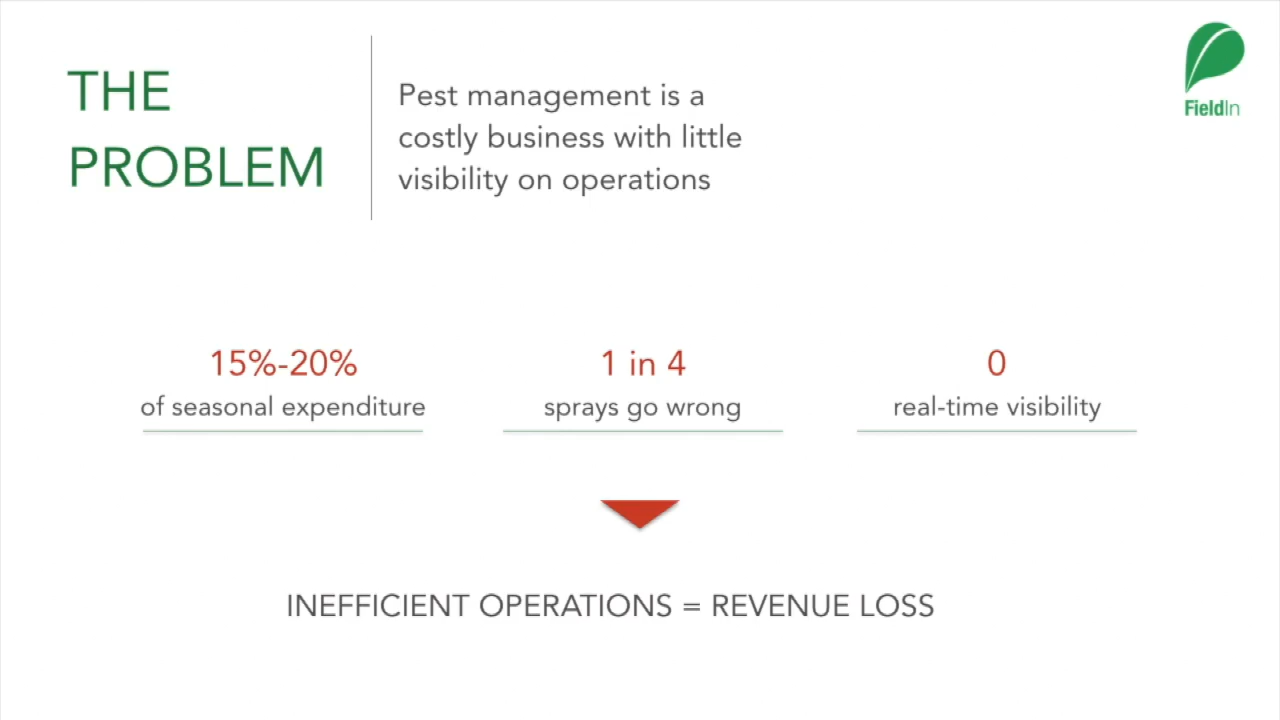 THE
PROBLEM
Pest management is a
costly business with little
visibility on operations
FieldIn
15%-20%
of seasonal expenditure
1 in 4
sprays go wrong
0
real-time visibility
INEFFICIENT OPERATIONS = REVENUE LOSS